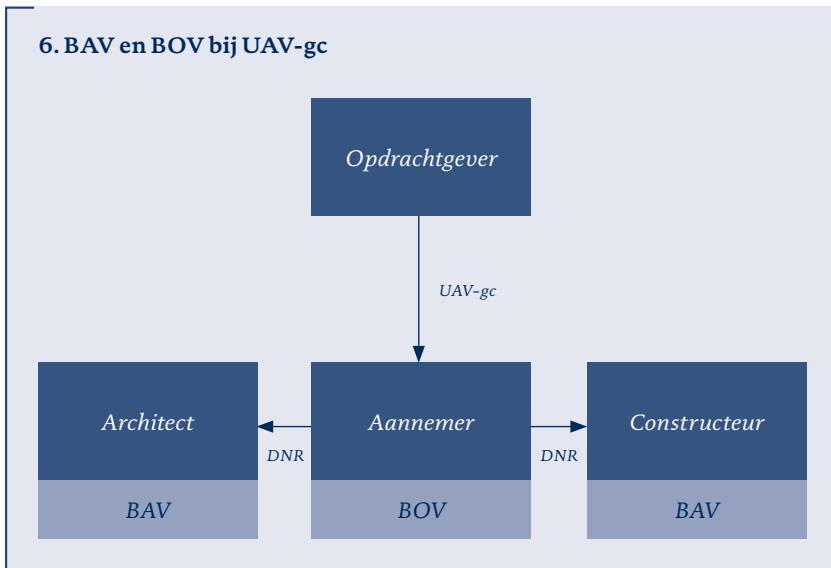 6. BAV en BOV bij UAV-gc
Opdrachtgever
UAV-gc
Architect
Aannemer
Constructeur
DNR
DNR
BAV
BOV
BAV